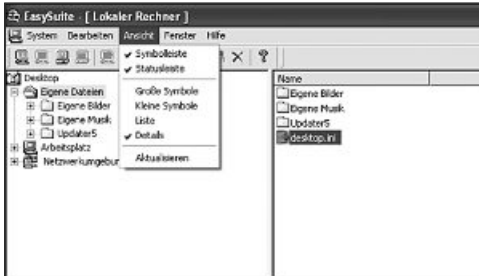 EasySuite - [ Lokaler Rechner ]
System Bearbeiten Ansicht Fenster Hilfe
Symbolleiste
Statusleiste
Große Symbole
Kleine Symbole
Liste
Details
Aktualisieren
Desktop
Eigene Dateien
Eigene Bilder
Eigene Musik
Updater5
Arbeitsplatz
Netzwerkumgebur
Name
Eigene Bilder
Eigene Musik
Updater5
desktop.ini